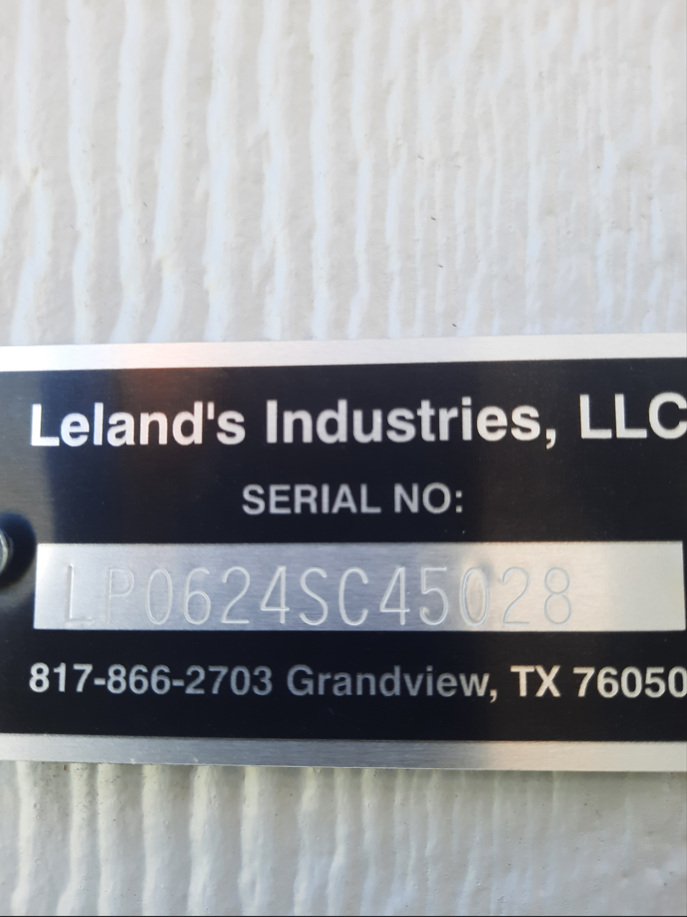 Leland's Industries, LLC
SERIAL NO:
LP0624SC45028
817-866-2703 Grandview, TX 76050